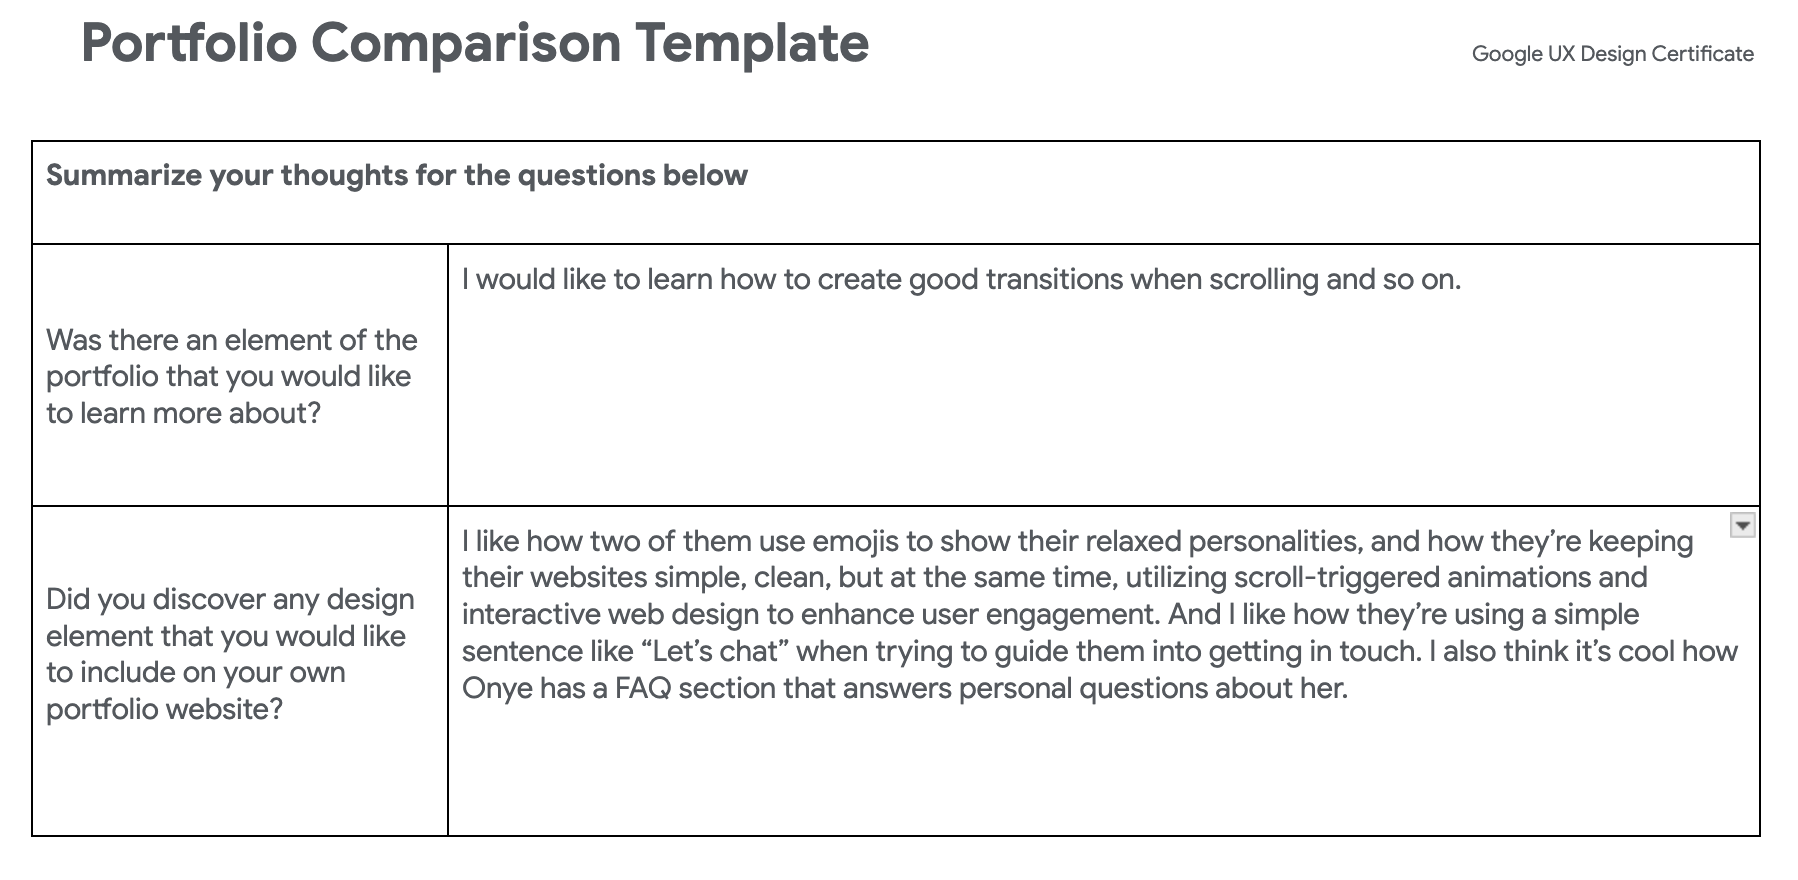 Portfolio Comparison Template
Google UX Design Certificate
Summarize your thoughts for the questions below
Was there an element of the
portfolio that you would like
to learn more about?
I would like to learn how to create good transitions when scrolling and so on.
Did you discover any design
element that you would like
to include on your own
portfolio website?
I like how two of them use emojis to show their relaxed personalities, and how they’re keeping
their websites simple, clean, but at the same time, utilizing scroll-triggered animations and
interactive web design to enhance user engagement. And I like how they’re using a simple
sentence like “Let’s chat” when trying to guide them into getting in touch. I also think it’s cool how
Onye has a FAQ section that answers personal questions about her.